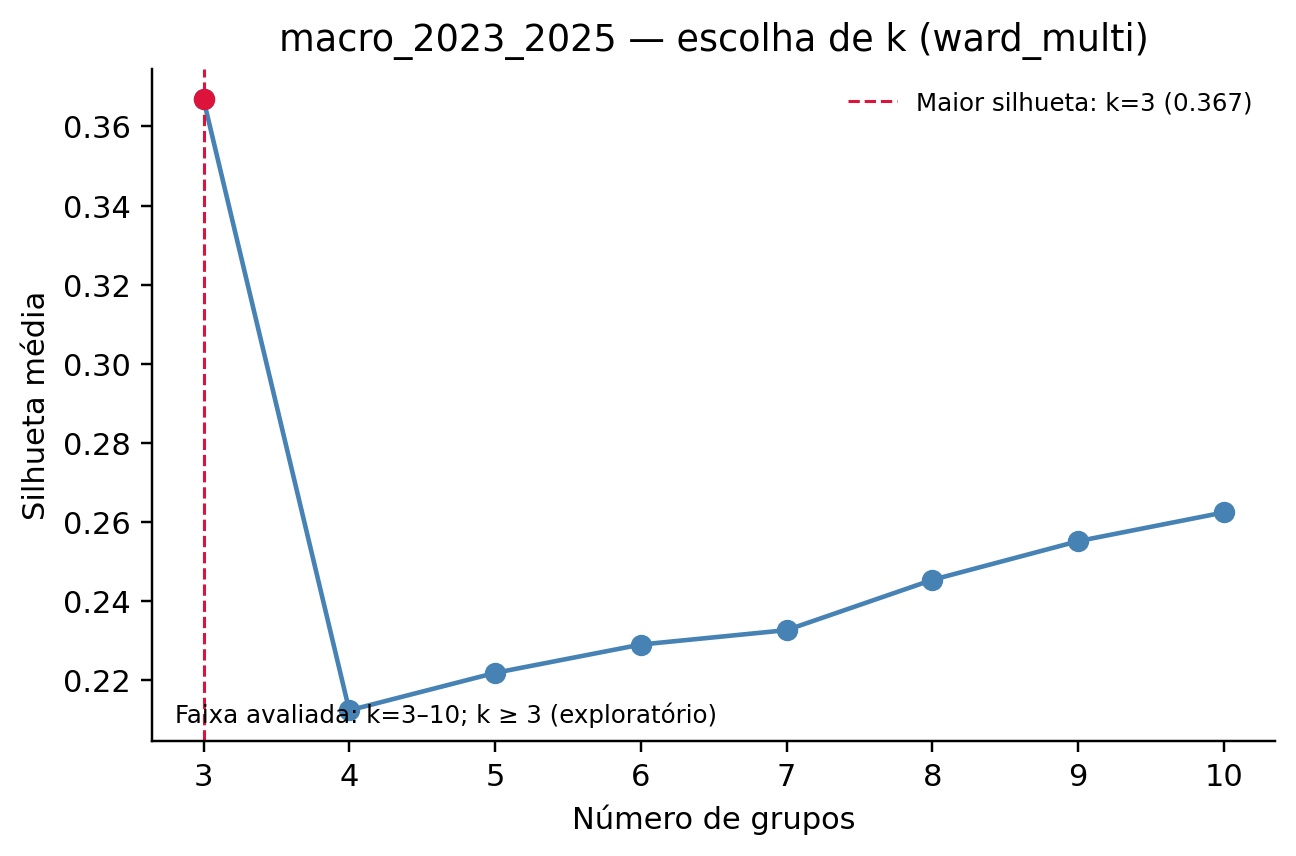 macro_2023_2025 — escolha de k (ward_multi)
Maior silhueta: k=3 (0.367)
Silhueta média
0.36
0.34
0.32
0.30
0.28
0.26
0.24
0.22
Faixa avaliada: k=3–10; k ≥ 3 (exploratório)
3 4 5 6 7 8 9 10
Número de grupos